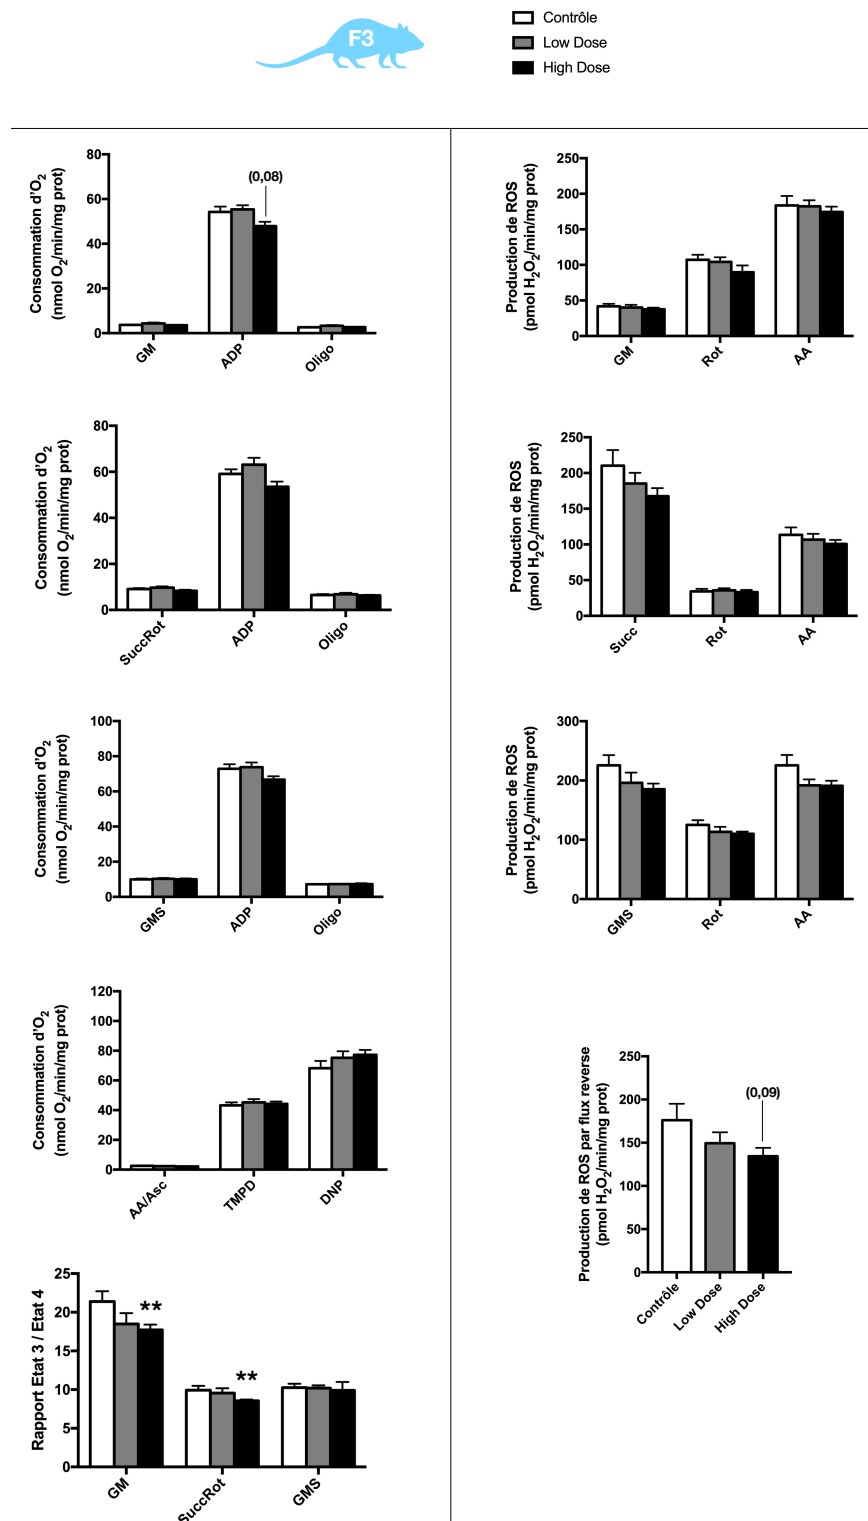 F3
Contrôle
Low Dose
High Dose
Consommation d'O2
(nmol O2/min/mg prot)
80
60
40
20
0
(0,08)
GM
ADP
Oligo
Production de ROS
(pmol H2O2/min/mg prot)
250
200
150
100
50
0
GM
Rot
AA
Consommation d'O2
(nmol O2/min/mg prot)
80
60
40
20
0
SuccRot
ADP
Oligo
Production de ROS
(pmol H2O2/min/mg prot)
250
200
150
100
50
0
Succ
Rot
AA
Consommation d'O2
(nmol O2/min/mg prot)
100
80
60
40
20
0
GMS
ADP
Oligo
Production de ROS
(pmol H2O2/min/mg prot)
300
200
100
0
GMS
Rot
AA
Consommation d'O2
(nmol O2/min/mg prot)
120
100
80
60
40
20
0
AA/Asc
TMPD
DNP
Production de ROS par flux reverse
(pmol H2O2/min/mg prot)
250
200
150
100
50
0
(0,09)
Contrôle
Low Dose
High Dose
Rapport Etat 3 / Etat 4
25
20
15
10
5
0
**
**
GM
SuccRot
GMS